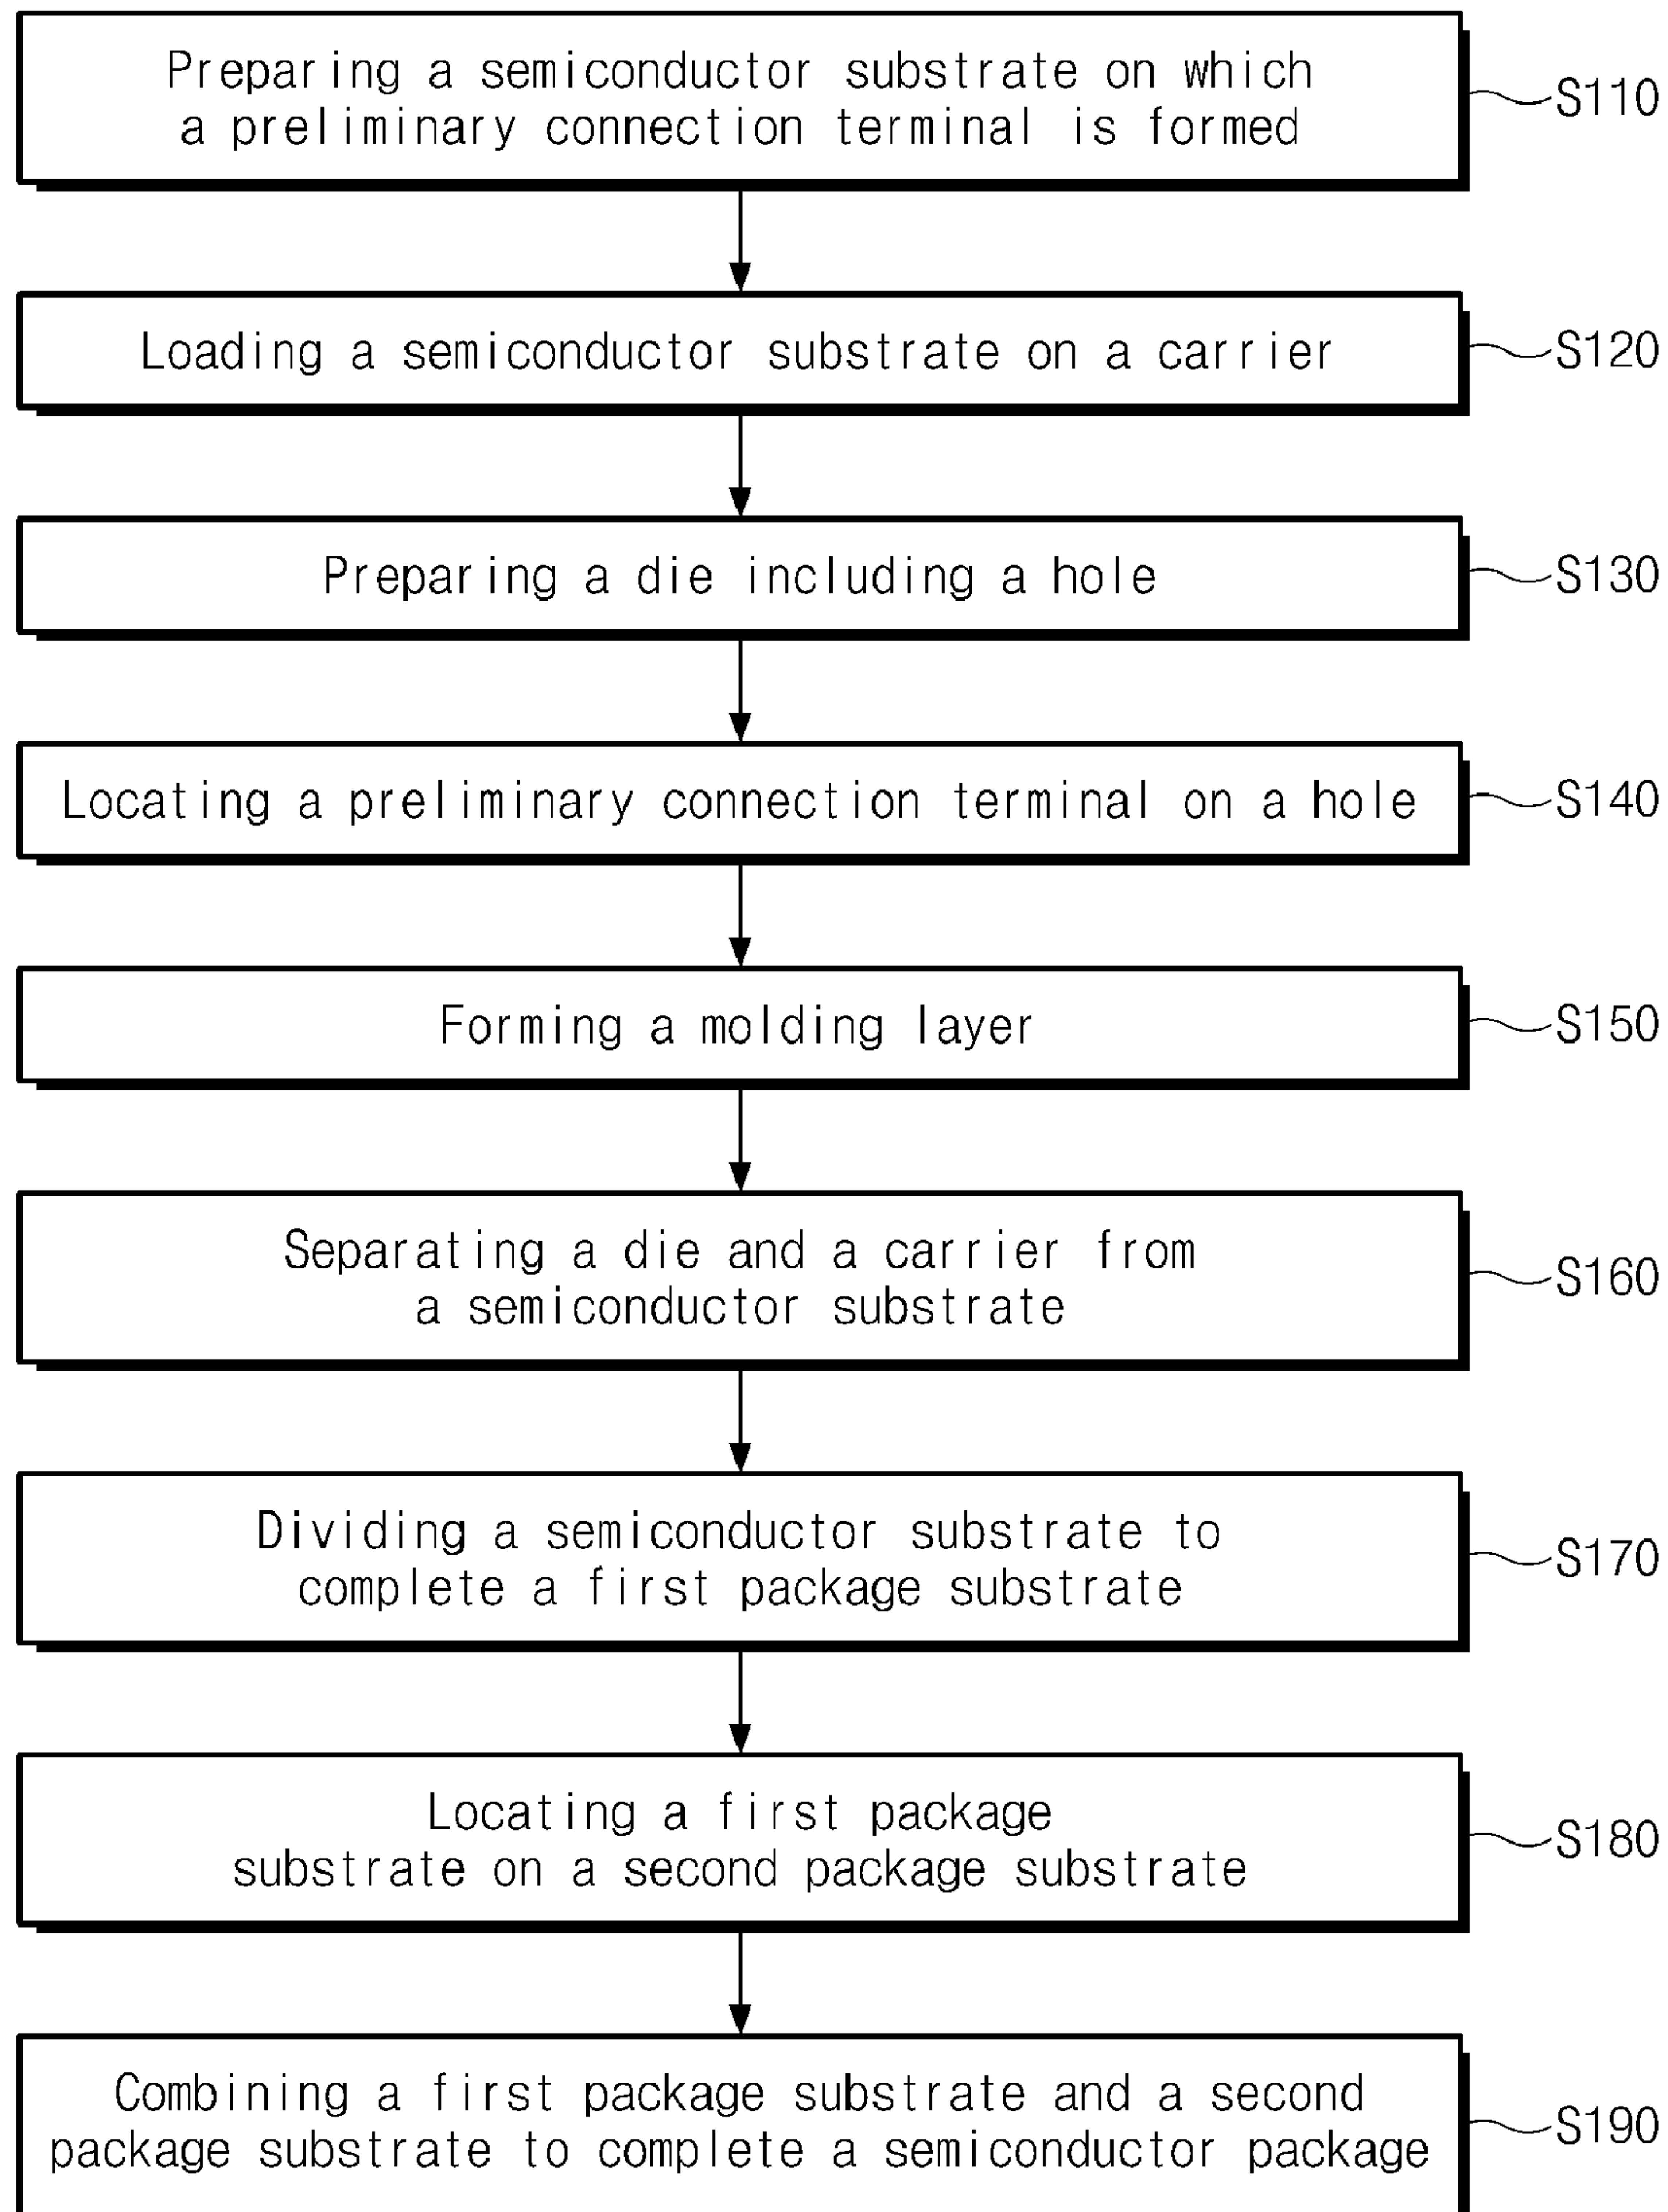 Preparing a semiconductor substrate on which
a preliminary connection terminal is formed
S110
Loading a semiconductor substrate on a carrier
S120
Preparing a die including a hole
S130
Locating a preliminary connection terminal on a hole
S140
Forming a molding layer
S150
Separating a die and a carrier from
a semiconductor substrate
S160
Dividing a semiconductor substrate to
complete a first package substrate
S170
Locating a first package
substrate on a second package substrate
S180
Combining a first package substrate and a second
package substrate to complete a semiconductor package
S190